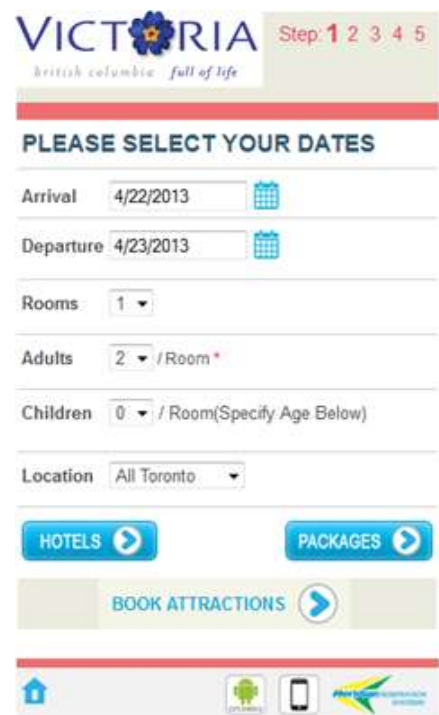 VICTORIA
british columbia full of life
Step: 1 2 3 4 5
PLEASE SELECT YOUR DATES
Arrival 4/22/2013
Departure 4/23/2013
Rooms 1
Adults 2 / Room *
Children 0 / Room(Specify Age Below)
Location All Toronto
HOTELS PACKAGES
BOOK ATTRACTIONS
Meridian